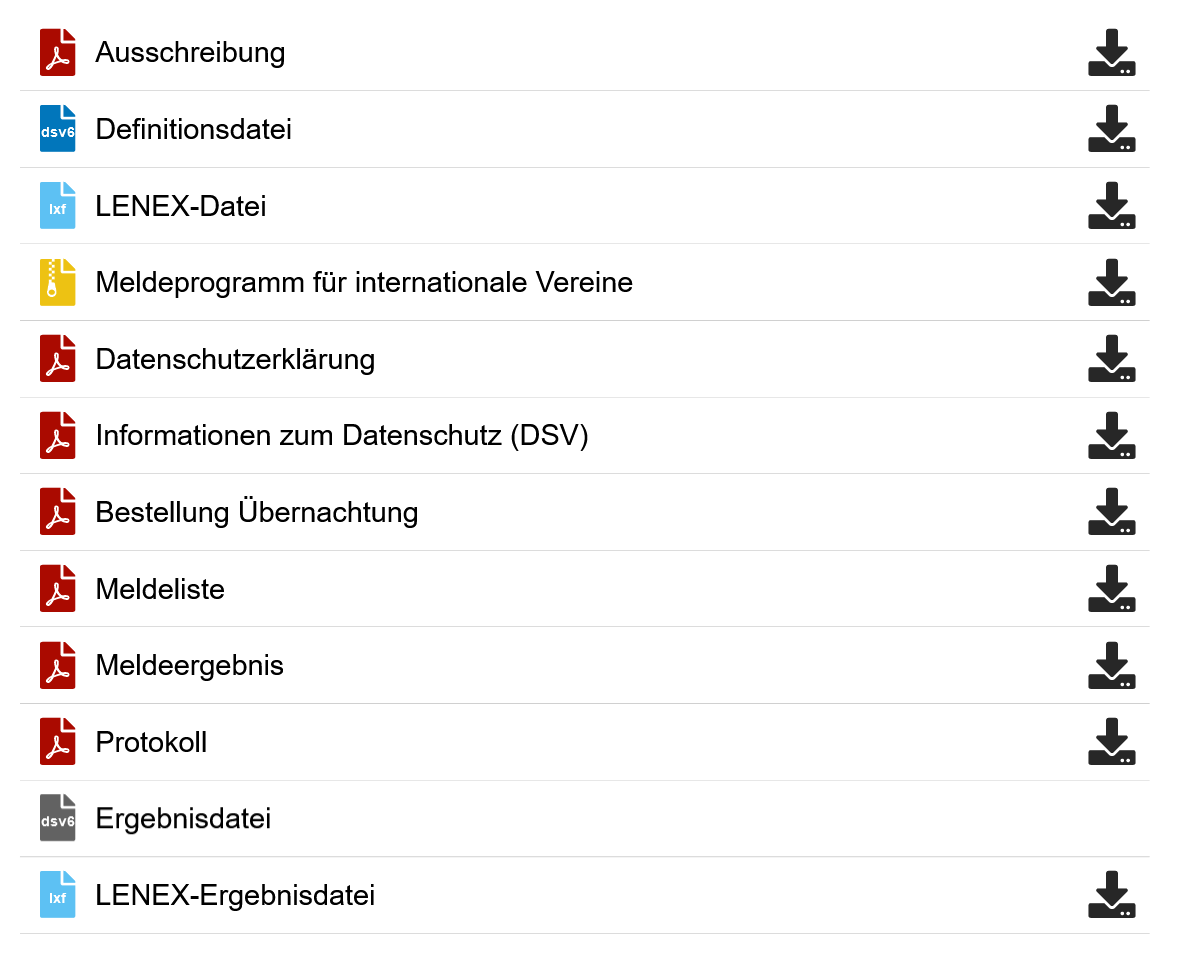 Ausschreibung
dsv6 Definitionsdatei
lxf LENEX-Datei
Meldeprogramm für internationale Vereine
Datenschutzerklärung
Informationen zum Datenschutz (DSV)
Bestellung Übernachtung
Meldeliste
Meldeergebnis
Protokoll
dsv6 Ergebnisdatei
lxf LENEX-Ergebnisdatei